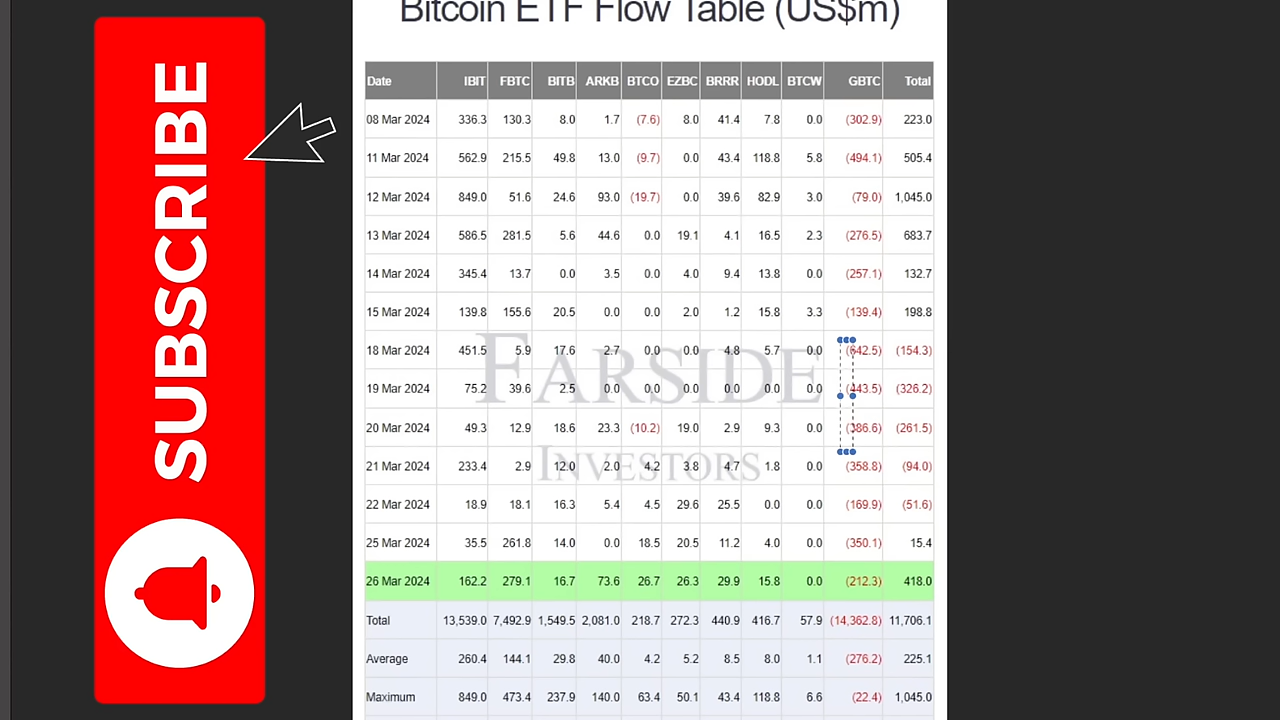 Bitcoin ETF Flow Table (US$m)
SUBSCRIBE
Date IBIT FBTC BITB ARKB BTCO EZBC BRRR HODL BTCW GBTC Total
08 Mar 2024 336.3 130.3 8.0 1.7 (7.6) 8.0 41.4 7.8 0.0 (302.9) 223.0
11 Mar 2024 562.9 215.5 49.8 13.0 (9.7) 0.0 43.4 118.8 5.8 (494.1) 505.4
12 Mar 2024 849.0 51.6 24.6 93.0 (19.7) 0.0 39.6 82.9 3.0 (79.0) 1,045.0
13 Mar 2024 586.5 281.5 5.6 44.6 0.0 19.1 4.1 16.5 2.3 (276.5) 683.7
14 Mar 2024 345.4 13.7 0.0 3.5 0.0 4.0 9.4 13.8 0.0 (257.1) 132.7
15 Mar 2024 139.8 155.6 20.5 0.0 0.0 2.0 1.2 15.8 3.3 (139.4) 198.8
18 Mar 2024 451.5 5.9 17.6 2.7 0.0 0.0 4.8 5.7 0.0 (642.5) (154.3)
FARSIDE
19 Mar 2024 75.2 39.6 2.5 0.0 0.0 0.0 0.0 0.0 0.0 (443.5) (326.2)
20 Mar 2024 49.3 12.9 18.6 23.3 (10.2) 19.0 2.9 9.3 0.0 (386.6) (261.5)
21 Mar 2024 233.4 2.9 12.0 2.0 4.2 3.8 4.7 1.8 0.0 (358.8) (94.0)
INVESTORS
22 Mar 2024 18.9 18.1 16.3 5.4 4.5 29.6 25.5 0.0 0.0 (169.9) (51.6)
25 Mar 2024 35.5 261.8 14.0 0.0 18.5 20.5 11.2 4.0 0.0 (350.1) 15.4
26 Mar 2024 162.2 279.1 16.7 73.6 26.7 26.3 29.9 15.8 0.0 (212.3) 418.0
Total 13,539.0 7,492.9 1,549.5 2,081.0 218.7 272.3 440.9 416.7 57.9 (14,362.8) 11,706.1
Average 260.4 144.1 29.8 40.0 4.2 5.2 8.5 8.0 1.1 (276.2) 225.1
Maximum 849.0 473.4 237.9 140.0 63.4 50.1 43.4 118.8 6.6 (22.4) 1,045.0